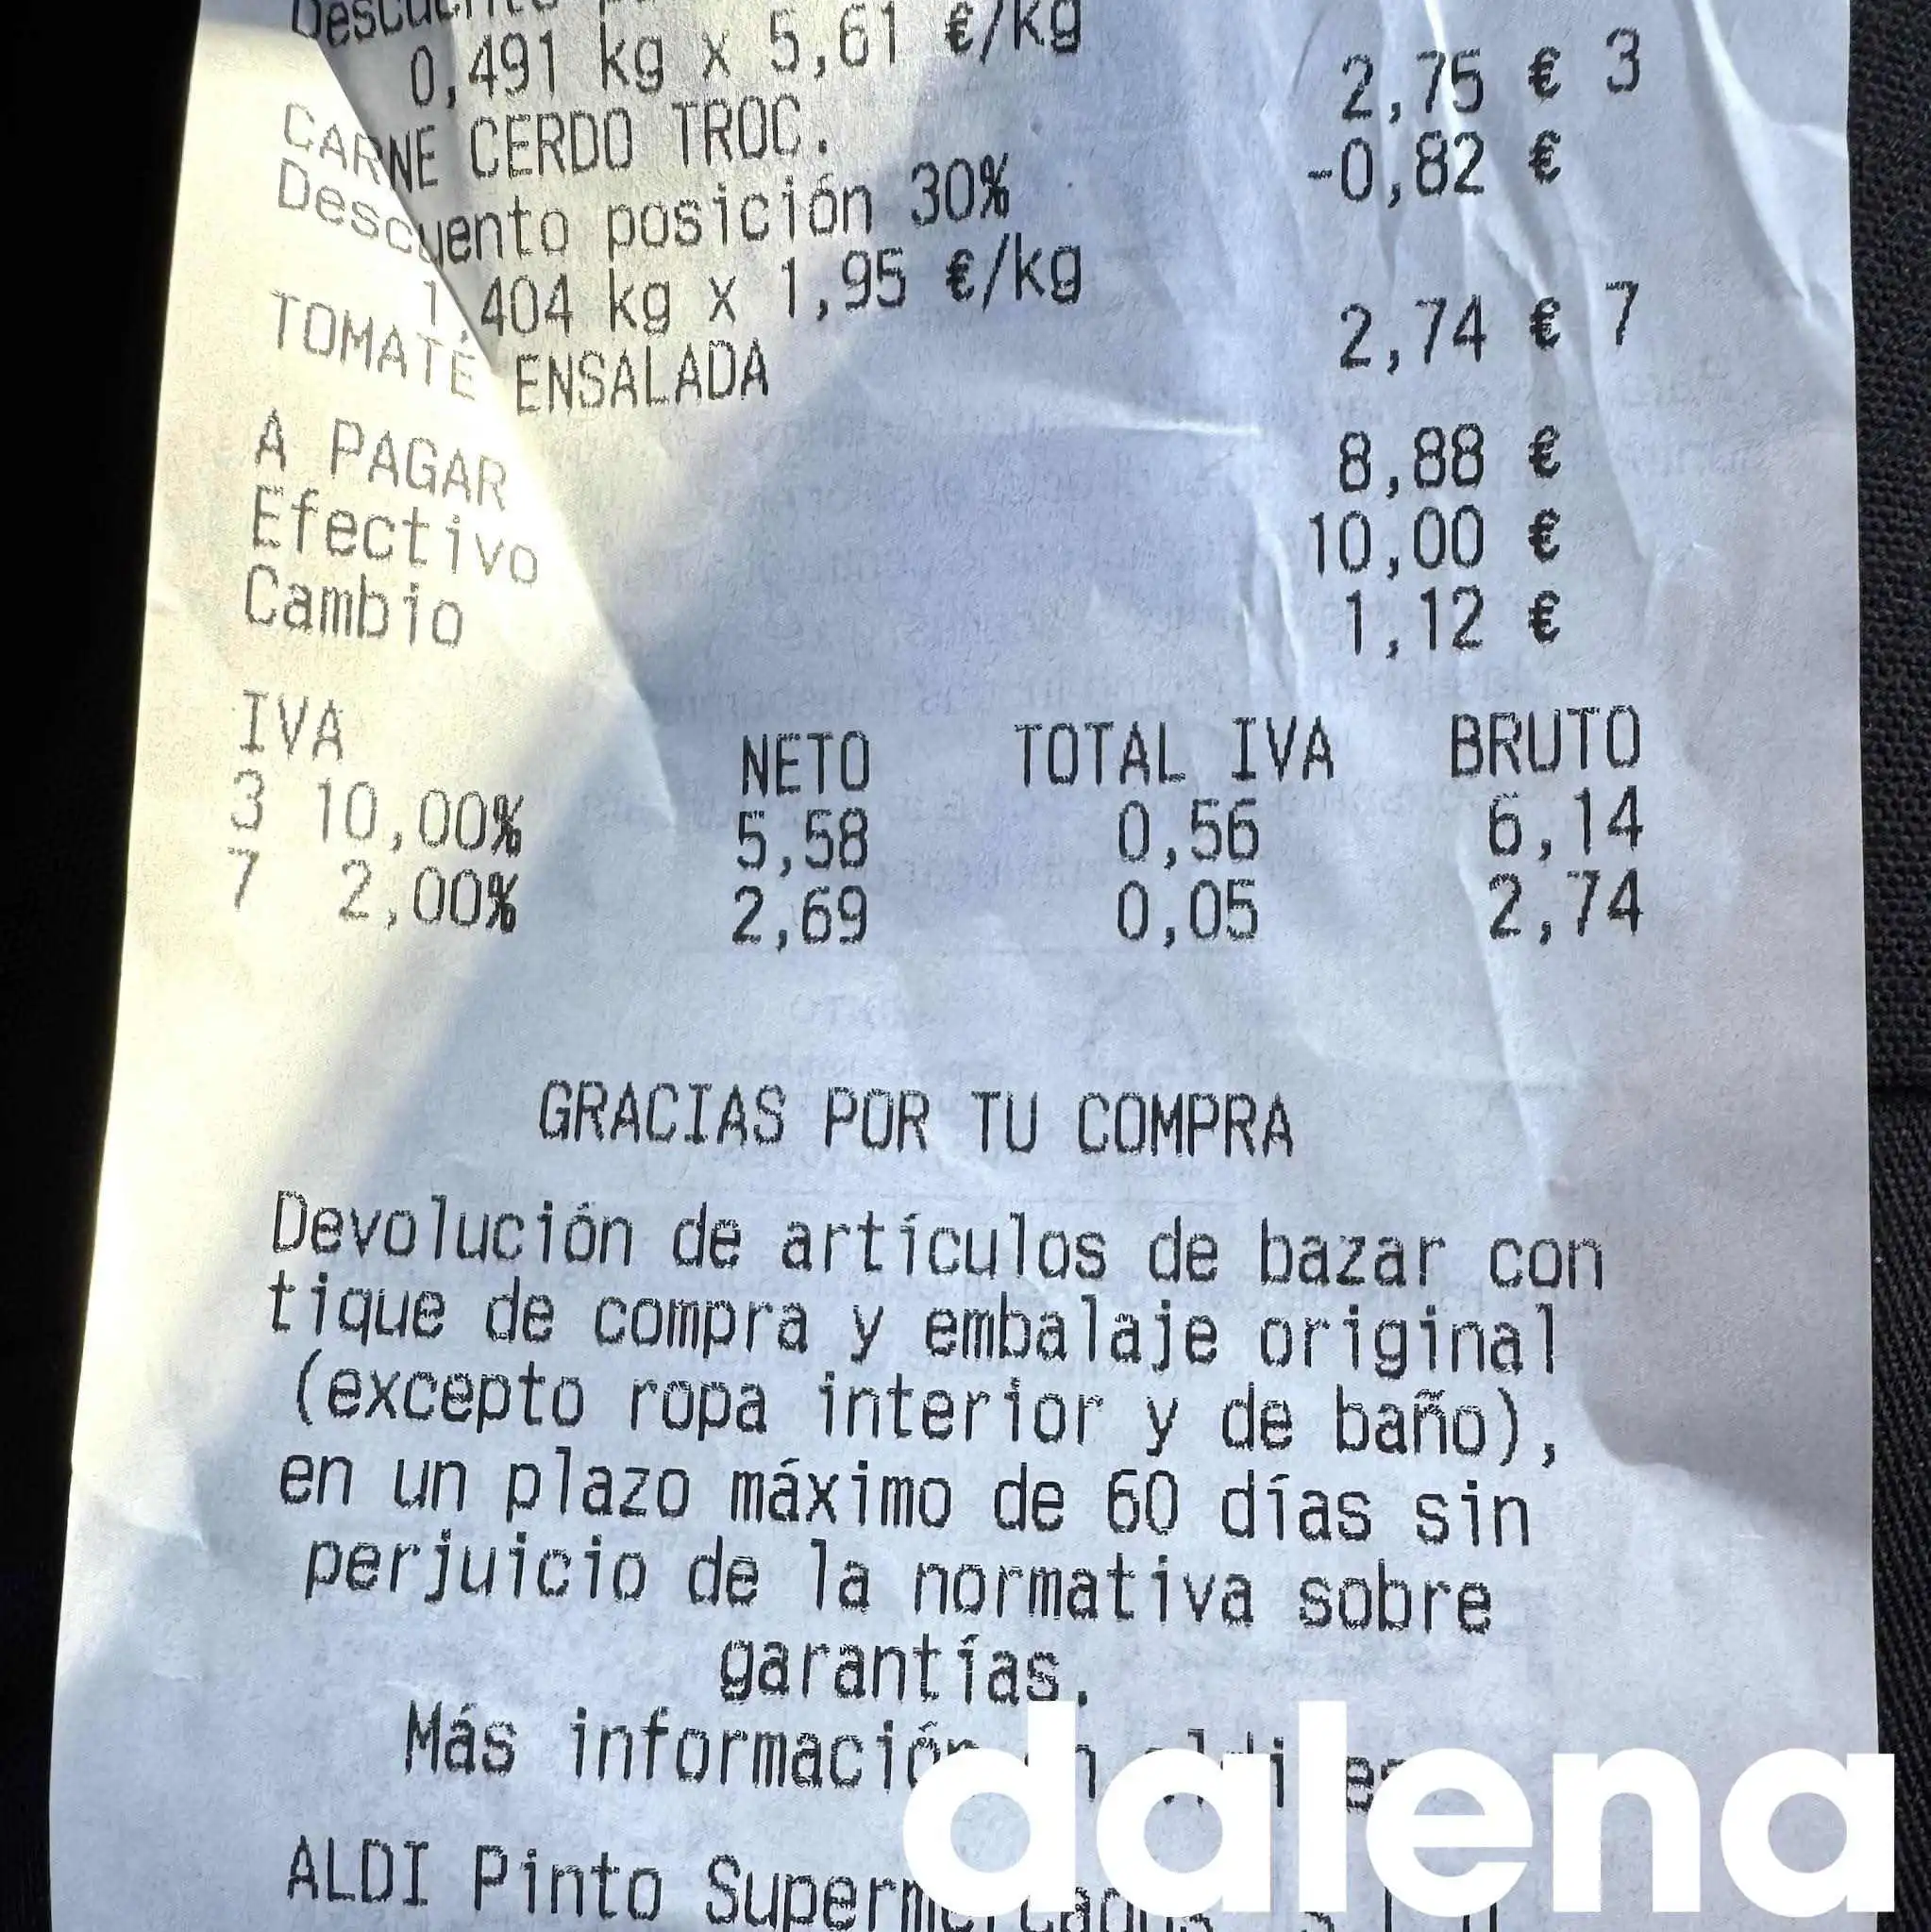 Descuento
0,491 kg x 5,61 €/kg
CARNE CERDO TROC. 2,75 € 3
Descuento posición 30% -0,82 €
1,404 kg x 1,95 €/kg
TOMATE ENSALADA 2,74 € 7
A PAGAR 8,88 €
Efectivo 10,00 €
Cambio 1,12 €
IVA NETO TOTAL IVA BRUTO
3 10,00% 5,58 0,56 6,14
7 2,00% 2,69 0,05 2,74
GRACIAS POR TU COMPRA
Devolución de artículos de bazar con
tique de compra y embalaje original
(excepto ropa interior y de baño),
en un plazo máximo de 60 días sin
perjuicio de la normativa sobre
garantías.
Más información
ALDI Pinto Supermercados
dalena